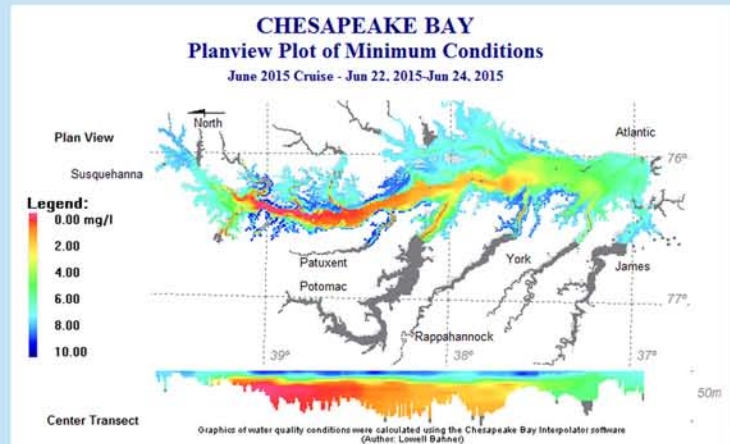 CHESAPEAKE BAY
Planview Plot of Minimum Conditions
June 2015 Cruise - Jun 22, 2015-Jun 24, 2015
North
Plan View
Atlantic
76°
Susquehanna
Legend:
0.00 mg/l
2.00
4.00
6.00
8.00
10.00
Patuxent
York
James
Potomac
77°
Rappahannock
39°
38°
37°
50m
Center Transect
Graphics of water quality conditions were calculated using the Chesapeake Bay Interpolator software
(Author: Lowell Bahner)